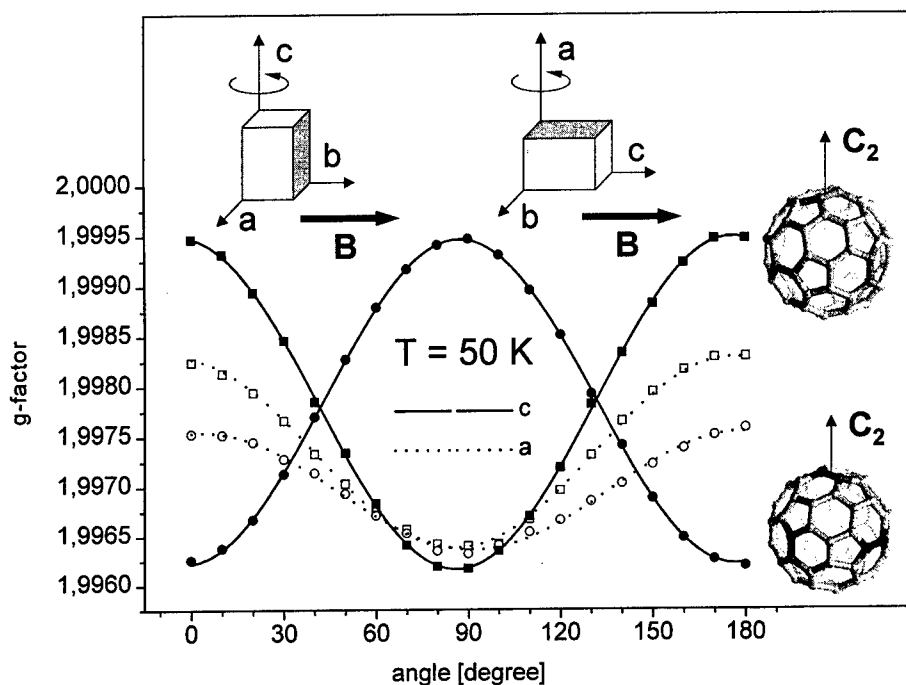 c
a
b
a
B
a
c
b
B
C2
C2
T = 50 K
c
a
g-factor
2,0000
1,9995
1,9990
1,9985
1,9980
1,9975
1,9970
1,9965
1,9960
0 30 60 90 120 150 180
angle [degree]